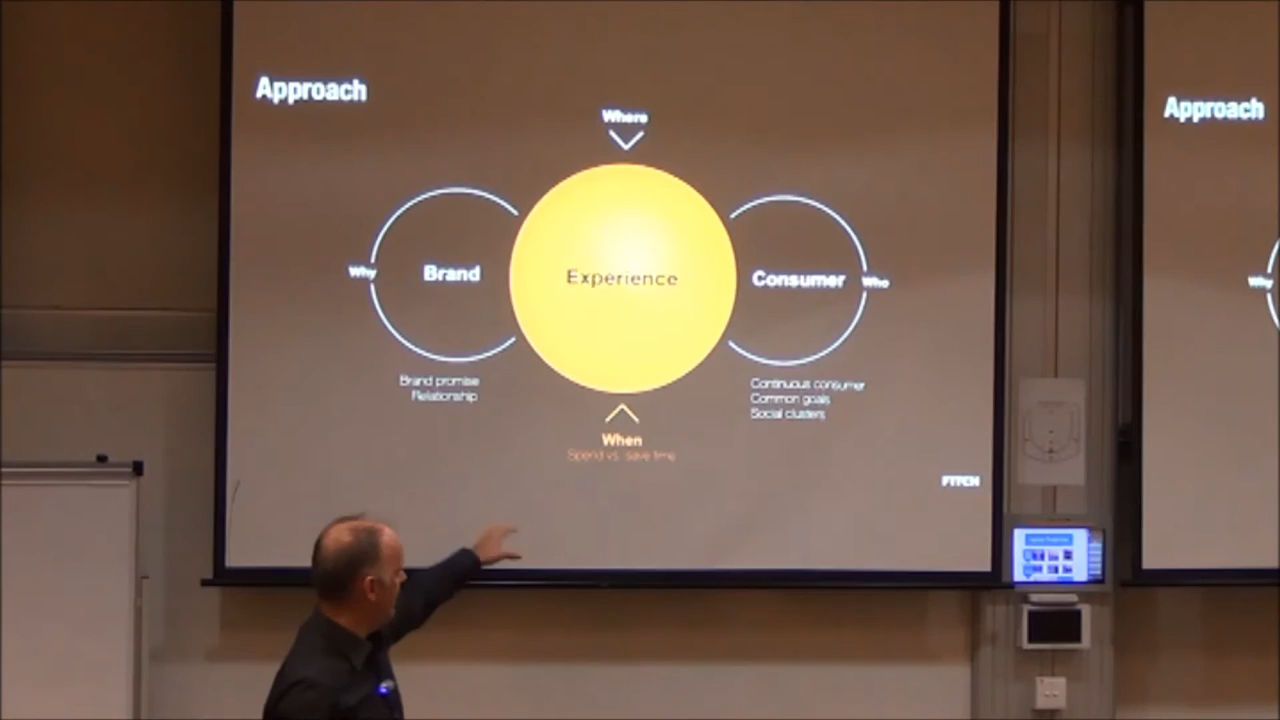 Approach
Where
Why
Brand
Experience
Consumer
Who
Brand promise
Relationship
Continuous consumer
Common goals
Social clusters
When
Spend vs. save time
FITCH
Approach
Why